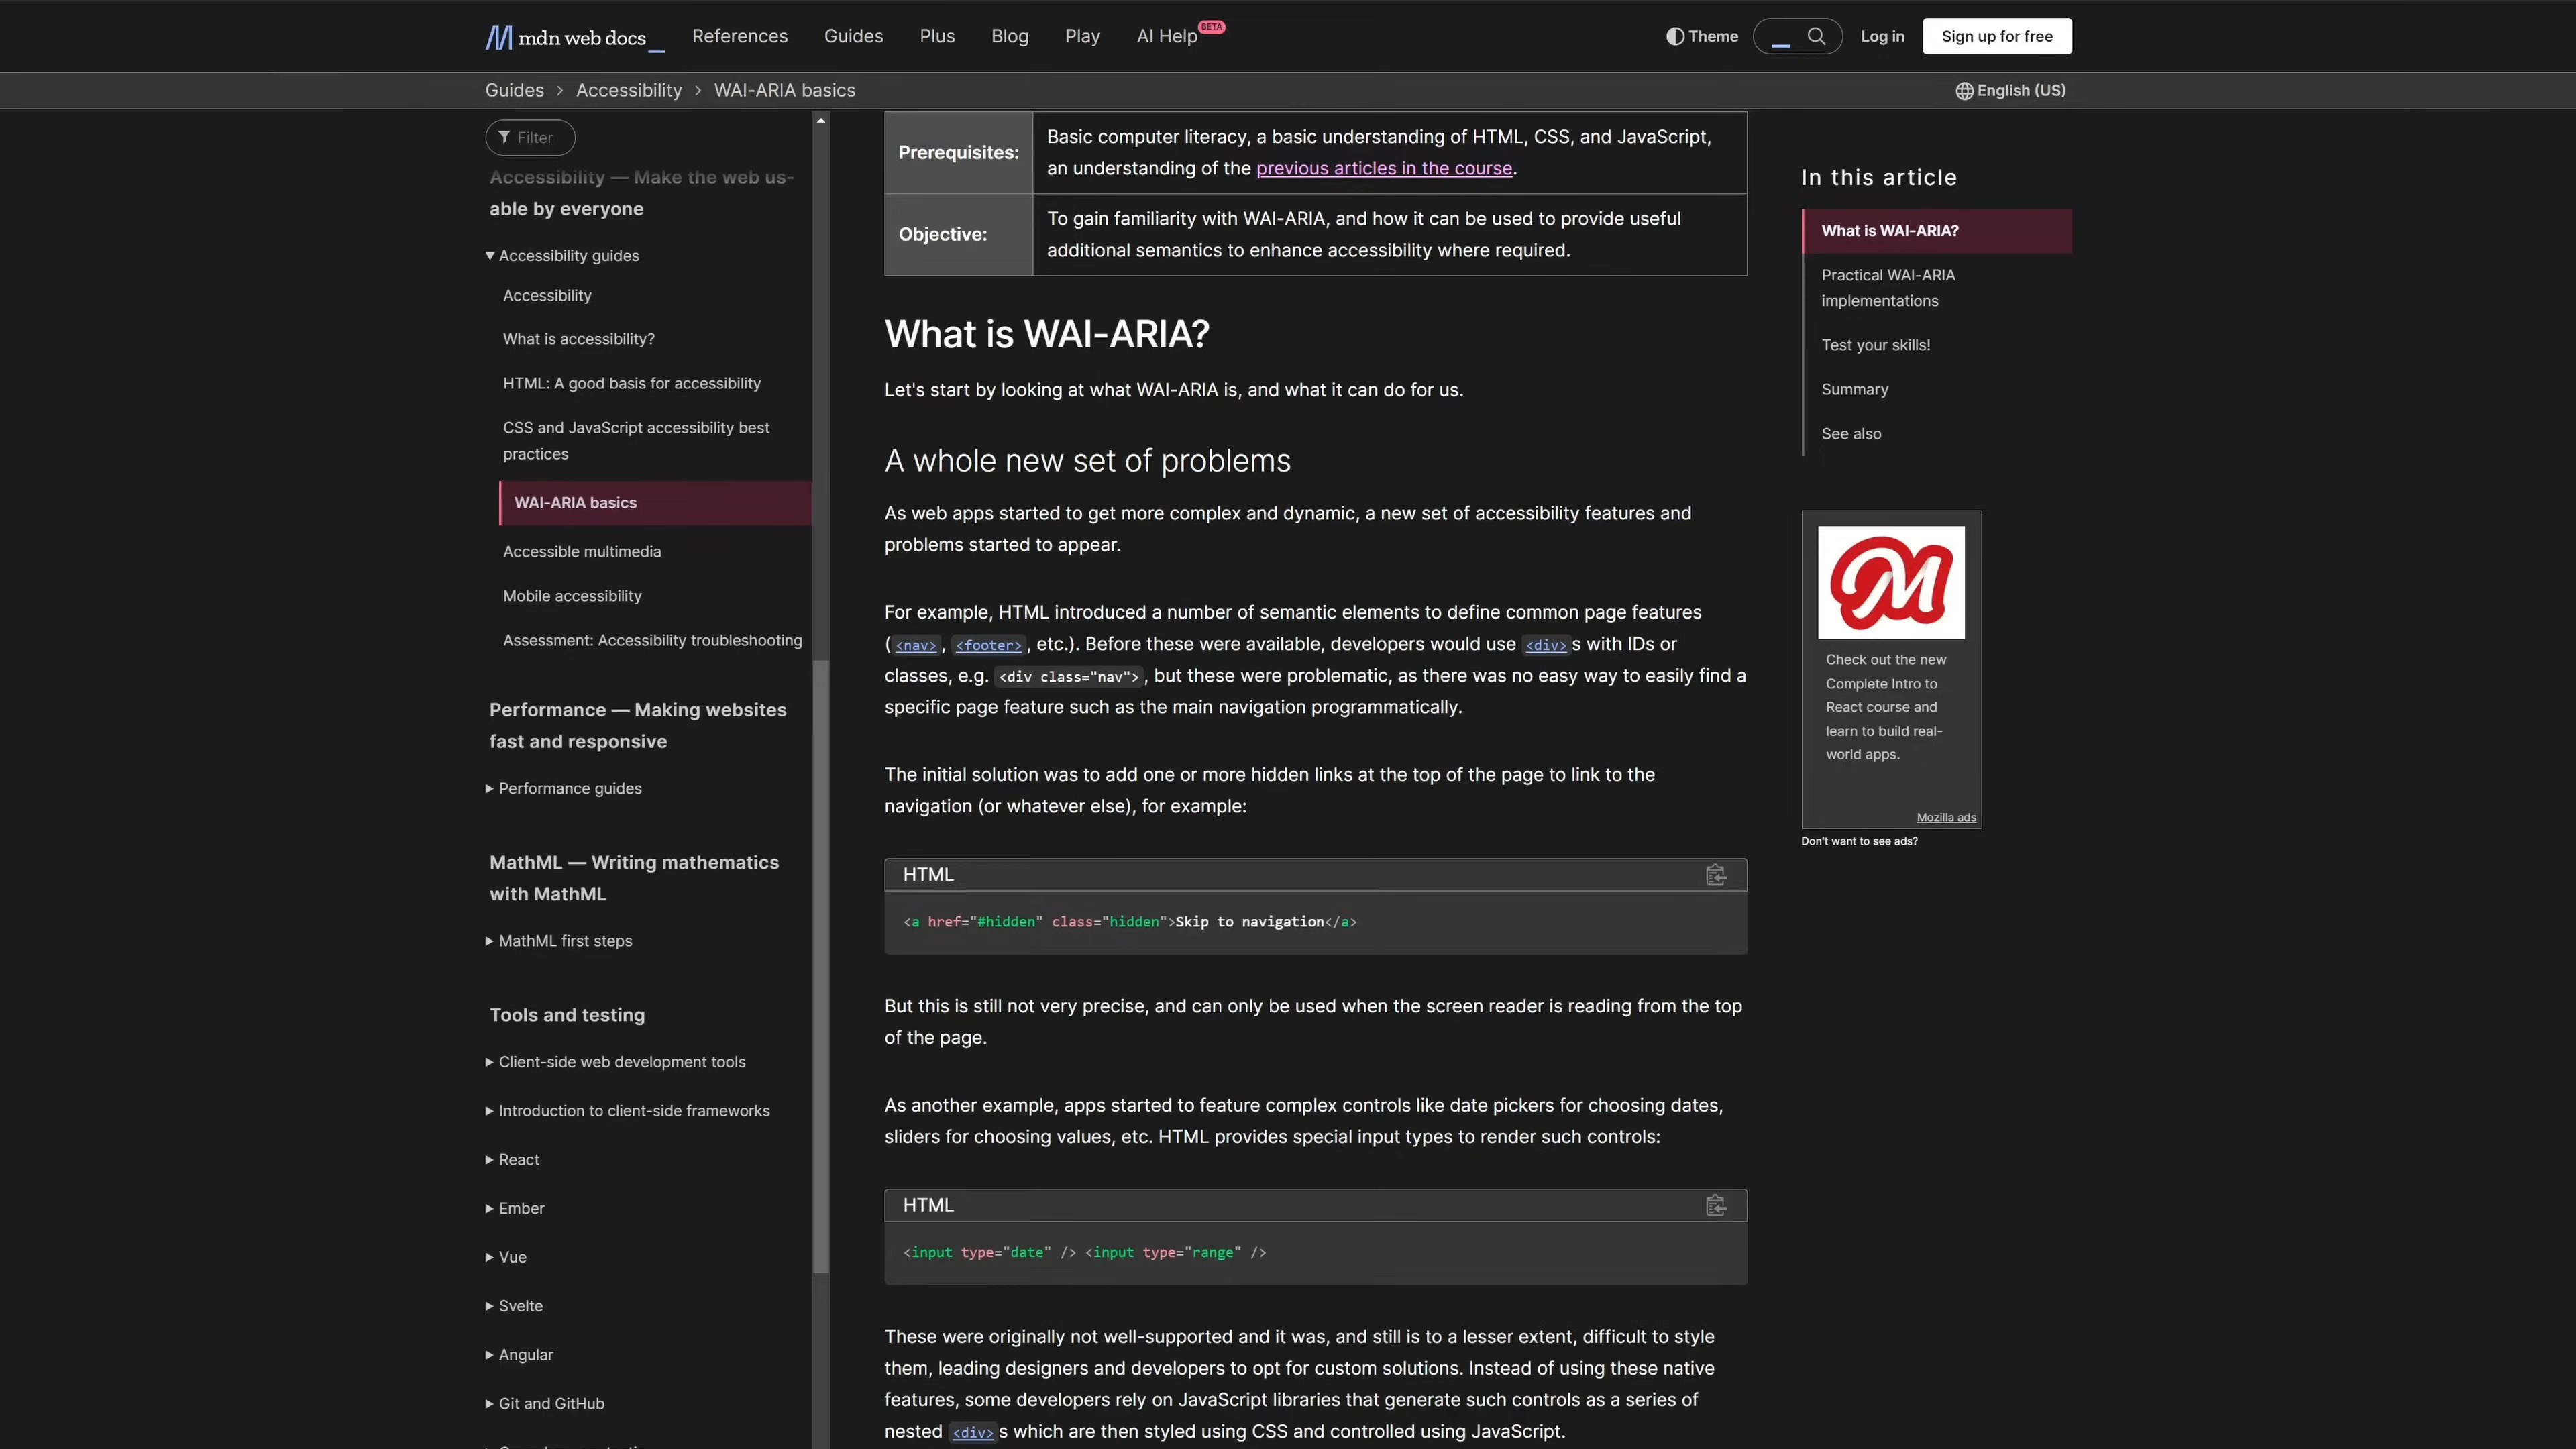 mdn web docs_
References
Guides
Plus
Blog
Play
AI Help BETA
Theme
Log in
Sign up for free
Guides > Accessibility > WAI-ARIA basics
English (US)
Filter
Accessibility — Make the web us-
able by everyone
Accessibility guides
Accessibility
What is accessibility?
HTML: A good basis for accessibility
CSS and JavaScript accessibility best
practices
WAI-ARIA basics
Accessible multimedia
Mobile accessibility
Assessment: Accessibility troubleshooting
Performance — Making websites
fast and responsive
Performance guides
MathML — Writing mathematics
with MathML
MathML first steps
Tools and testing
Client-side web development tools
Introduction to client-side frameworks
React
Ember
Vue
Svelte
Angular
Git and GitHub
Prerequisites:
Basic computer literacy, a basic understanding of HTML, CSS, and JavaScript,
an understanding of the previous articles in the course.
Objective:
To gain familiarity with WAI-ARIA, and how it can be used to provide useful
additional semantics to enhance accessibility where required.
What is WAI-ARIA?
Let's start by looking at what WAI-ARIA is, and what it can do for us.
A whole new set of problems
As web apps started to get more complex and dynamic, a new set of accessibility features and
problems started to appear.
For example, HTML introduced a number of semantic elements to define common page features
(<nav>, <footer>, etc.). Before these were available, developers would use <div>s with IDs or
classes, e.g. <div class="nav">, but these were problematic, as there was no easy way to easily find a
specific page feature such as the main navigation programmatically.
The initial solution was to add one or more hidden links at the top of the page to link to the
navigation (or whatever else), for example:
HTML
<a href="#hidden" class="hidden">Skip to navigation</a>
But this is still not very precise, and can only be used when the screen reader is reading from the top
of the page.
As another example, apps started to feature complex controls like date pickers for choosing dates,
sliders for choosing values, etc. HTML provides special input types to render such controls:
HTML
<input type="date" /> <input type="range" />
These were originally not well-supported and it was, and still is to a lesser extent, difficult to style
them, leading designers and developers to opt for custom solutions. Instead of using these native
features, some developers rely on JavaScript libraries that generate such controls as a series of
nested <div>s which are then styled using CSS and controlled using JavaScript.
In this article
What is WAI-ARIA?
Practical WAI-ARIA
implementations
Test your skills!
Summary
See also
M
Check out the new
Complete Intro to
React course and
learn to build real-
world apps.
Mozilla ads
Don't want to see ads?